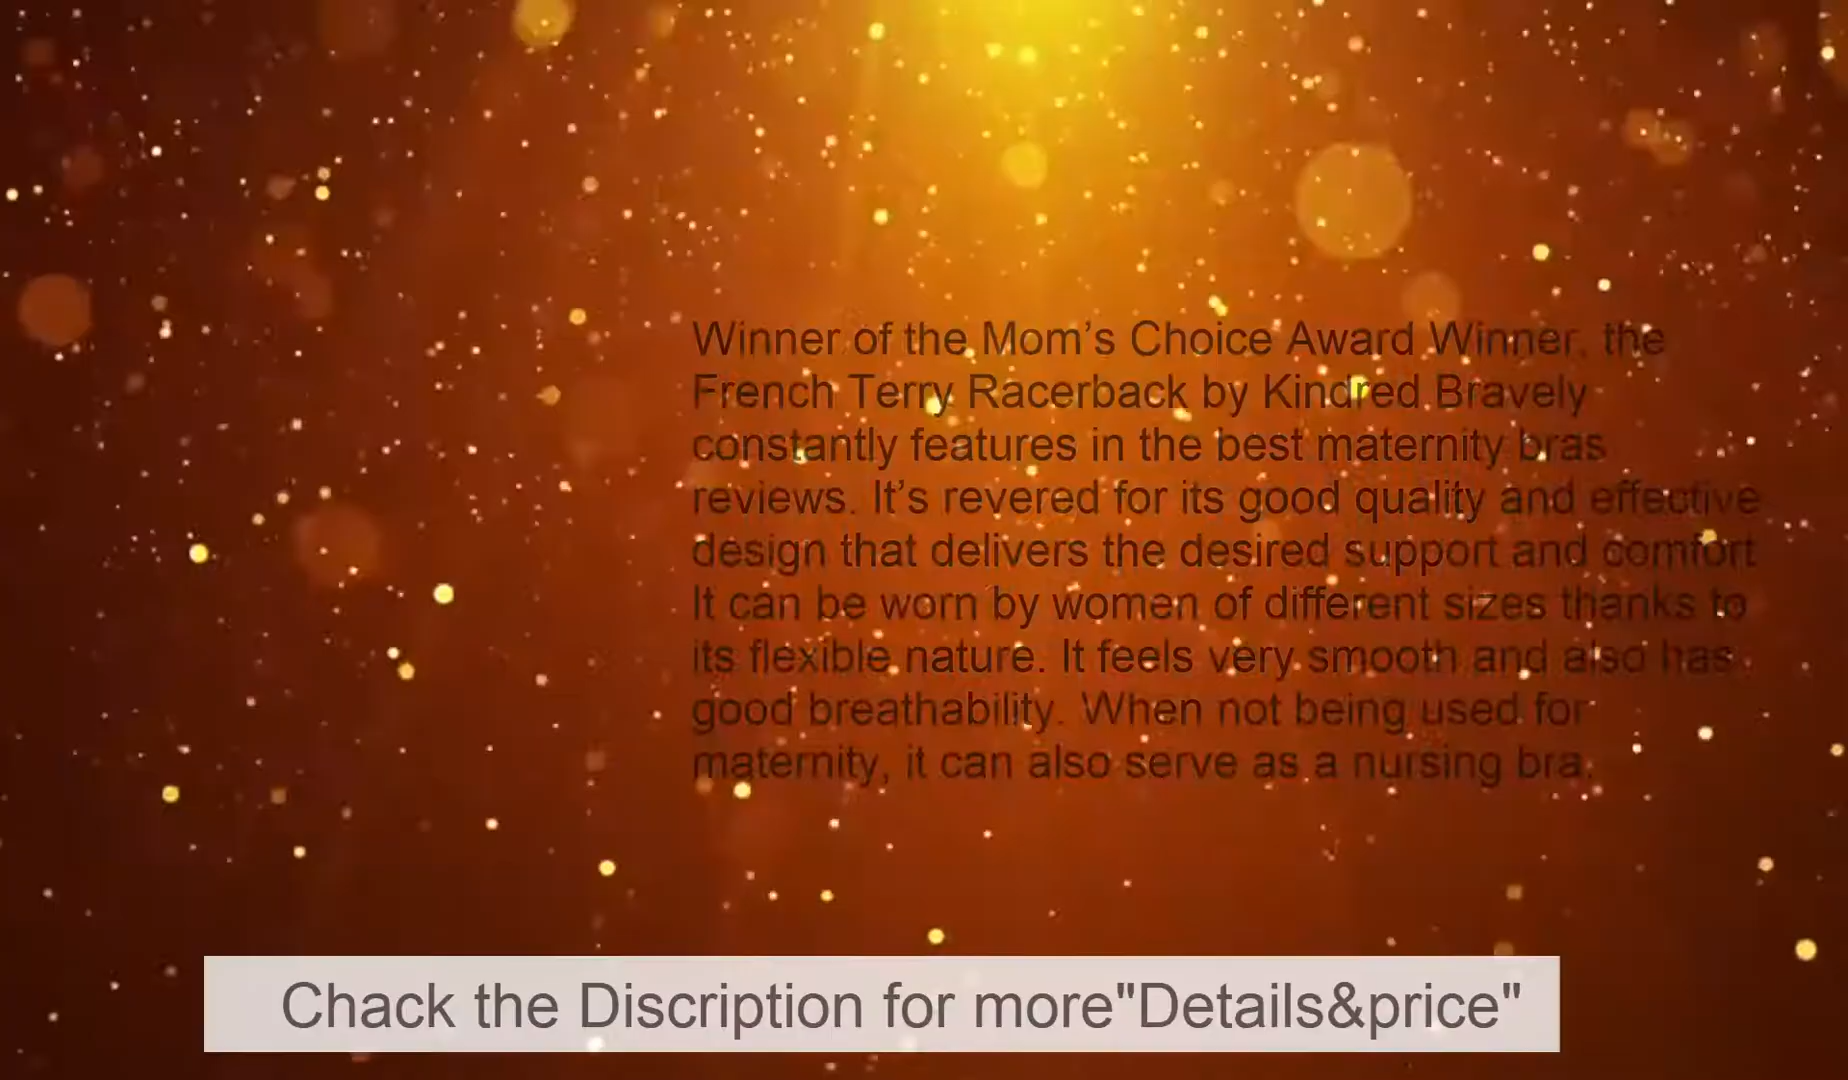 Winner of the Mom’s Choice Award Winner, the
French Terry Racerback by Kindred Bravely
constantly features in the best maternity bras
reviews. It’s revered for its good quality and effective
design that delivers the desired support and comfort
It can be worn by women of different sizes thanks to
its flexible nature. It feels very smooth and also has
good breathability. When not being used for
maternity, it can also serve as a nursing bra.
Chack the Discription for more"Details&price"